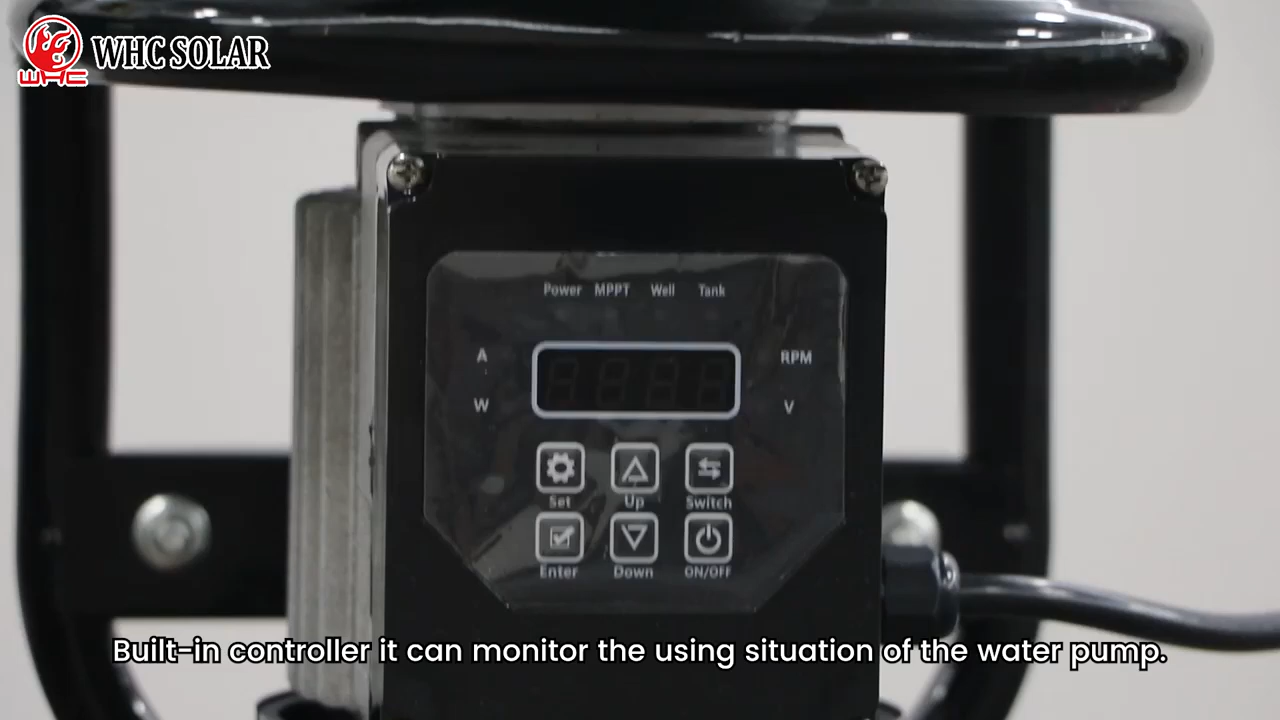 WHC SOLAR
WHC
Power MPPT Well Tank
A RPM
W V
Set Up Switch
Enter Down ON/OFF
Built-in controller it can monitor the using situation of the water pump.